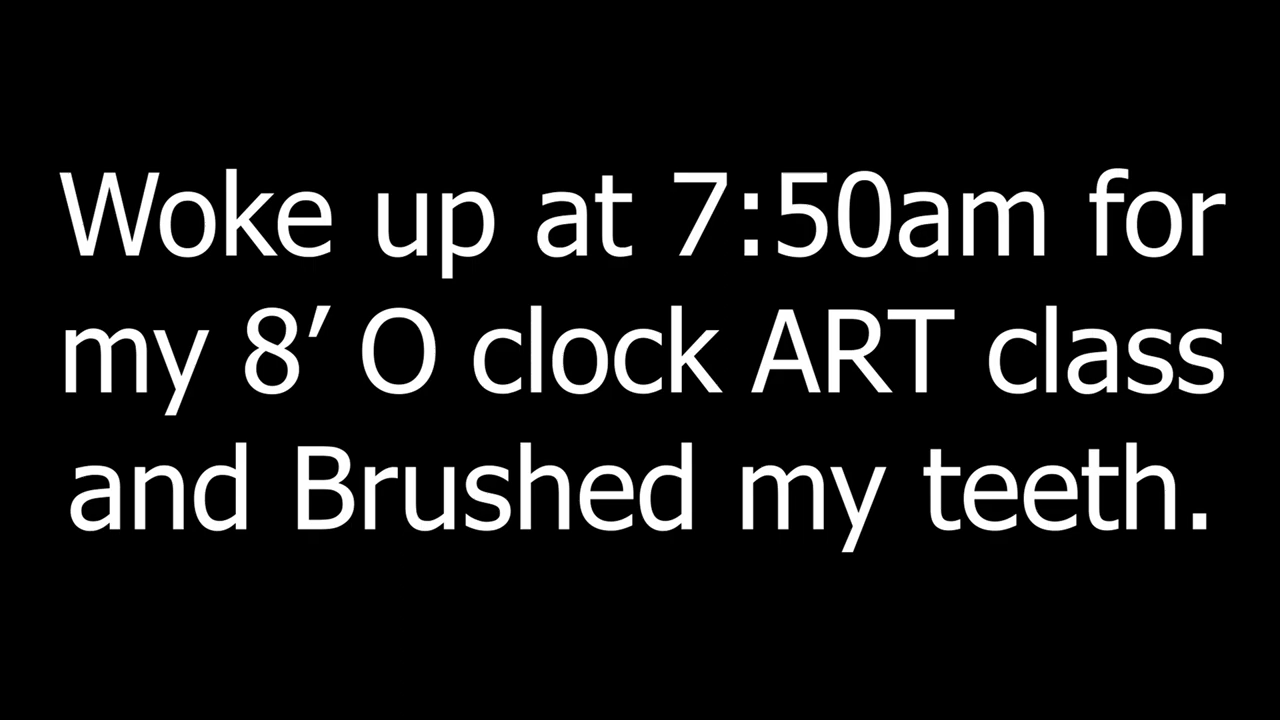 Woke up at 7:50am for
my 8’ O clock ART class
and Brushed my teeth.